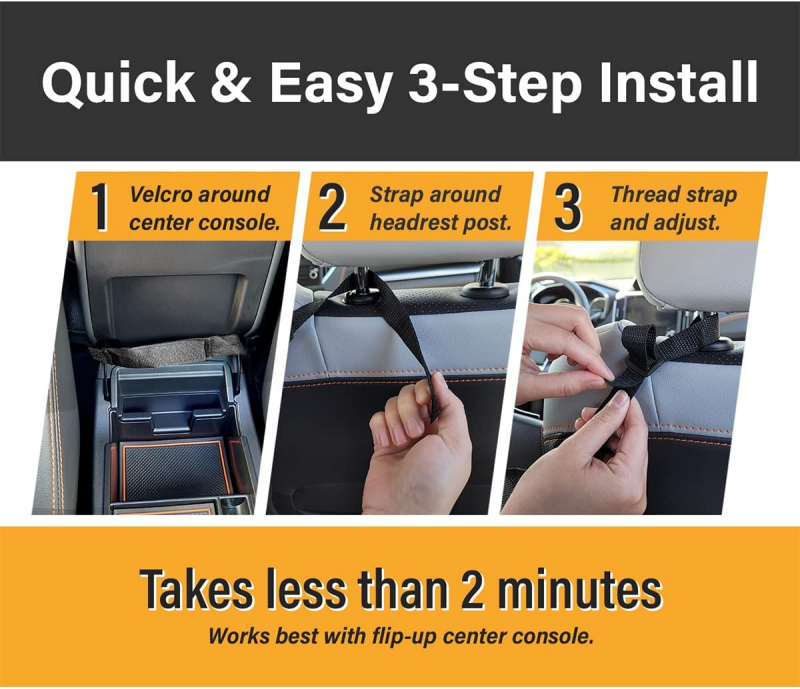 Quick & Easy 3-Step Install
1 Velcro around
center console.
2 Strap around
headrest post.
3 Thread strap
and adjust.
Takes less than 2 minutes
Works best with flip-up center console.